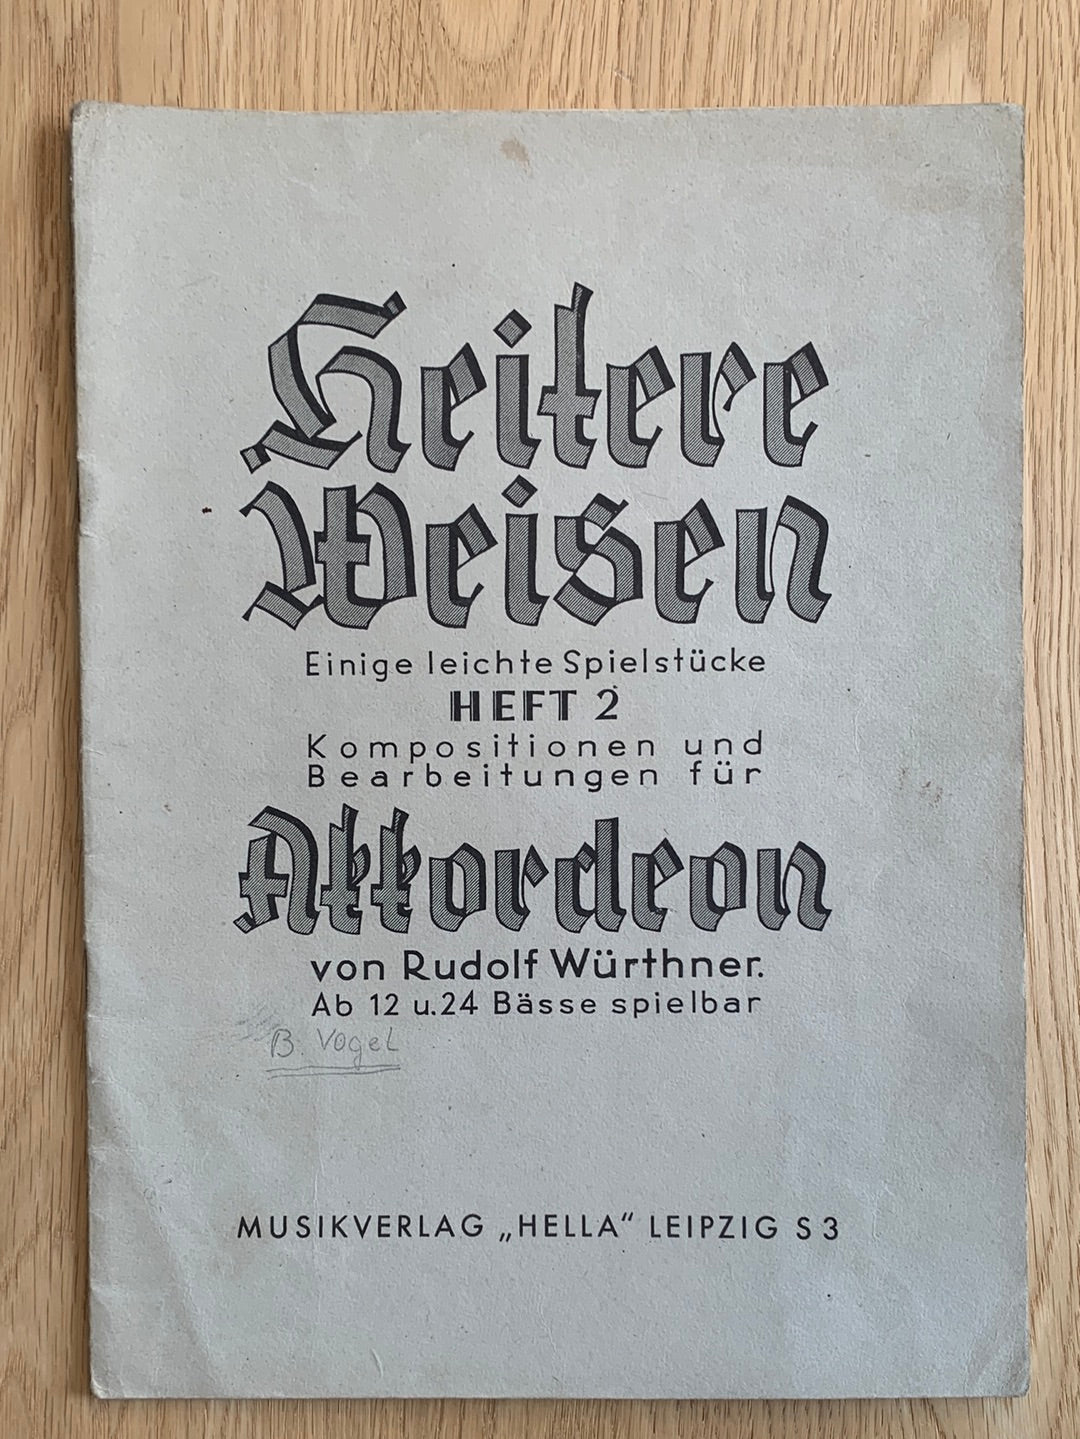 Heitere
Weisen
Einige leichte Spielstücke
HEFT 2
Kompositionen und
Bearbeitungen für
Akkordeon
von Rudolf Würthner.
Ab 12 u. 24 Bässe spielbar
B. Vogel
MUSIKVERLAG „HELLA“ LEIPZIG S 3